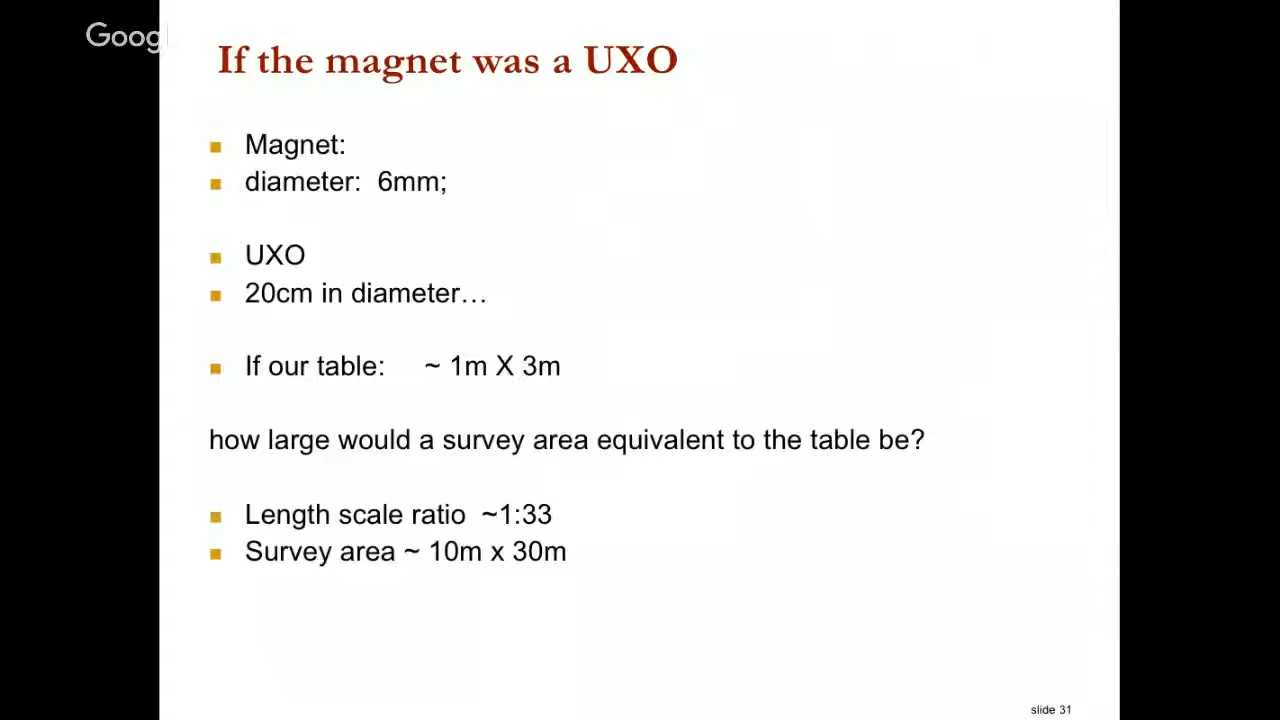 Googl
If the magnet was a UXO
Magnet:
diameter: 6mm;
UXO
20cm in diameter…
If our table: ~ 1m X 3m
how large would a survey area equivalent to the table be?
Length scale ratio ~1:33
Survey area ~ 10m x 30m
slide 31